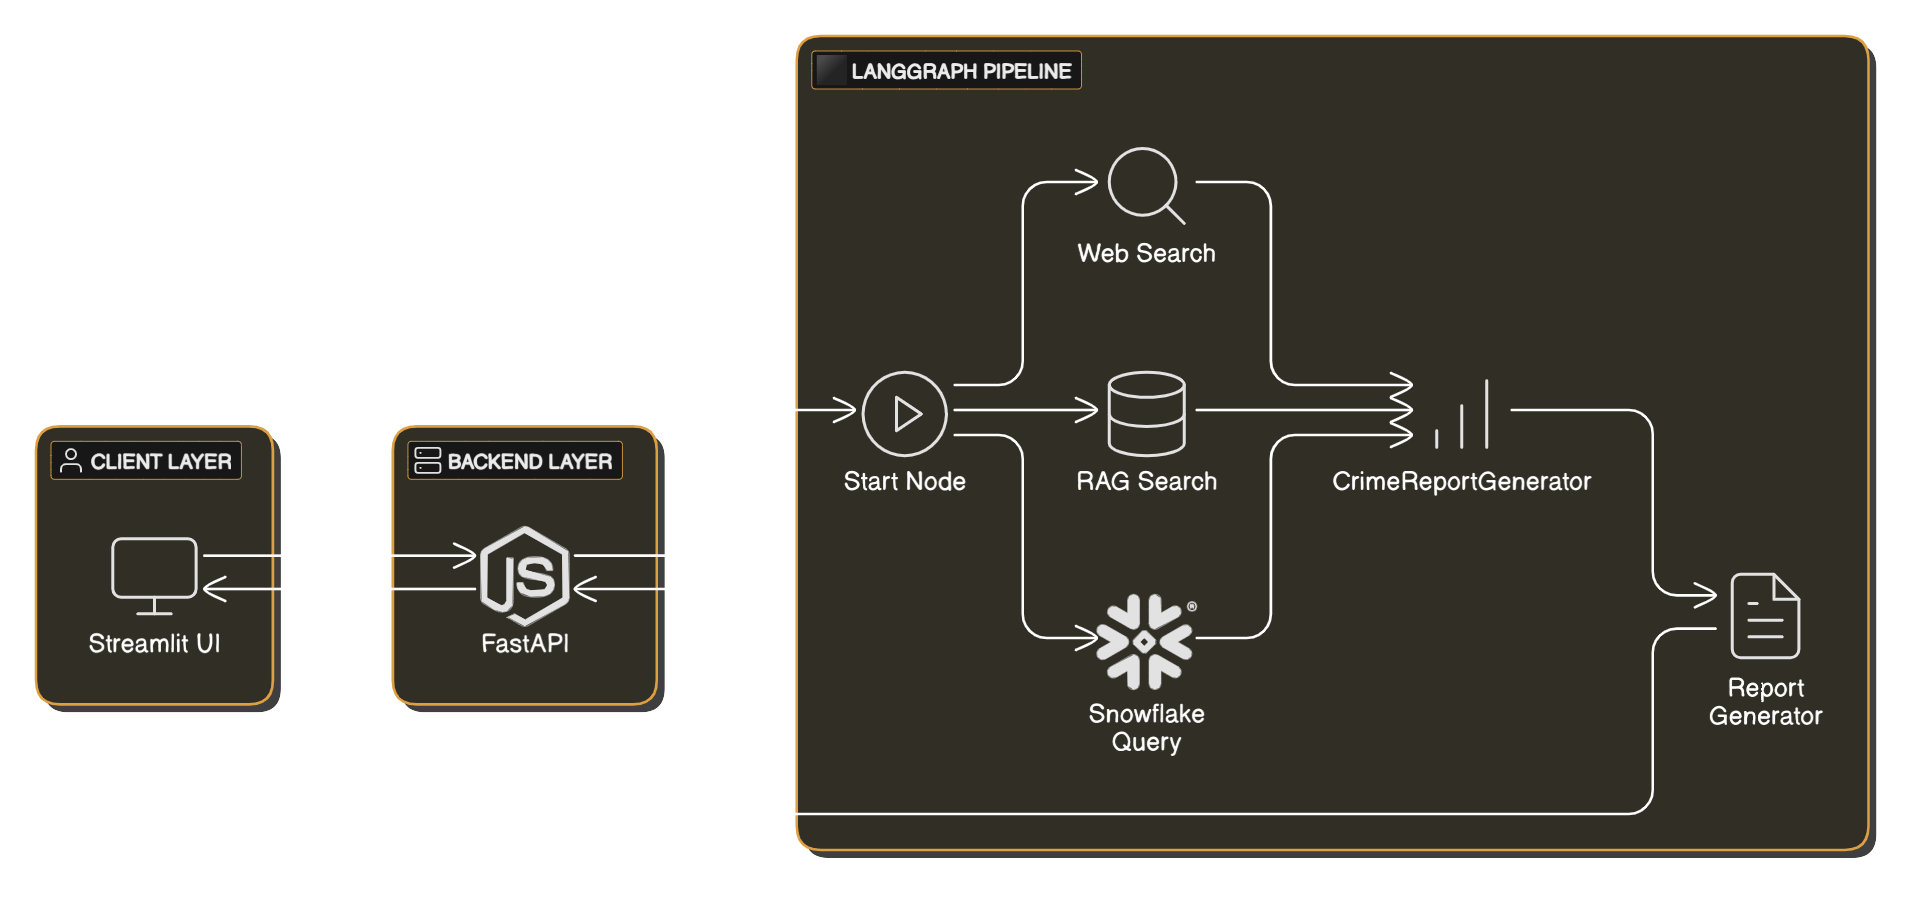 LANGGRAPH PIPELINE
Web Search
Start Node
RAG Search
CrimeReportGenerator
CLIENT LAYER
Streamlit UI
BACKEND LAYER
JS
FastAPI
®
Snowflake
Query
Report
Generator